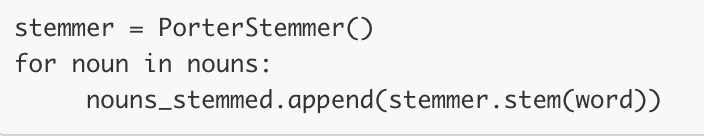 stemmer = PorterStemmer()
for noun in nouns:
     nouns_stemmed.append(stemmer.stem(word))